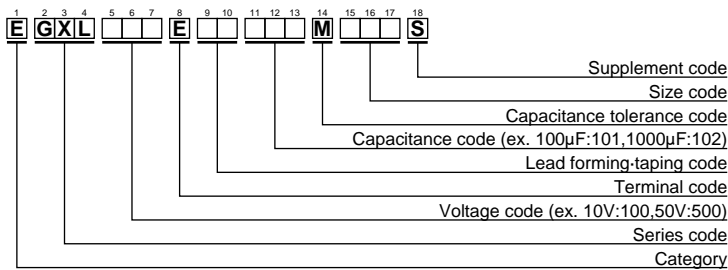 1 2 3 4 5 6 7 8 9 10 11 12 13 14 15 16 17 18
E G X L E M S
Supplement code
Size code
Capacitance tolerance code
Capacitance code (ex. 100μF:101,1000μF:102)
Lead forming·taping code
Terminal code
Voltage code (ex. 10V:100,50V:500)
Series code
Category